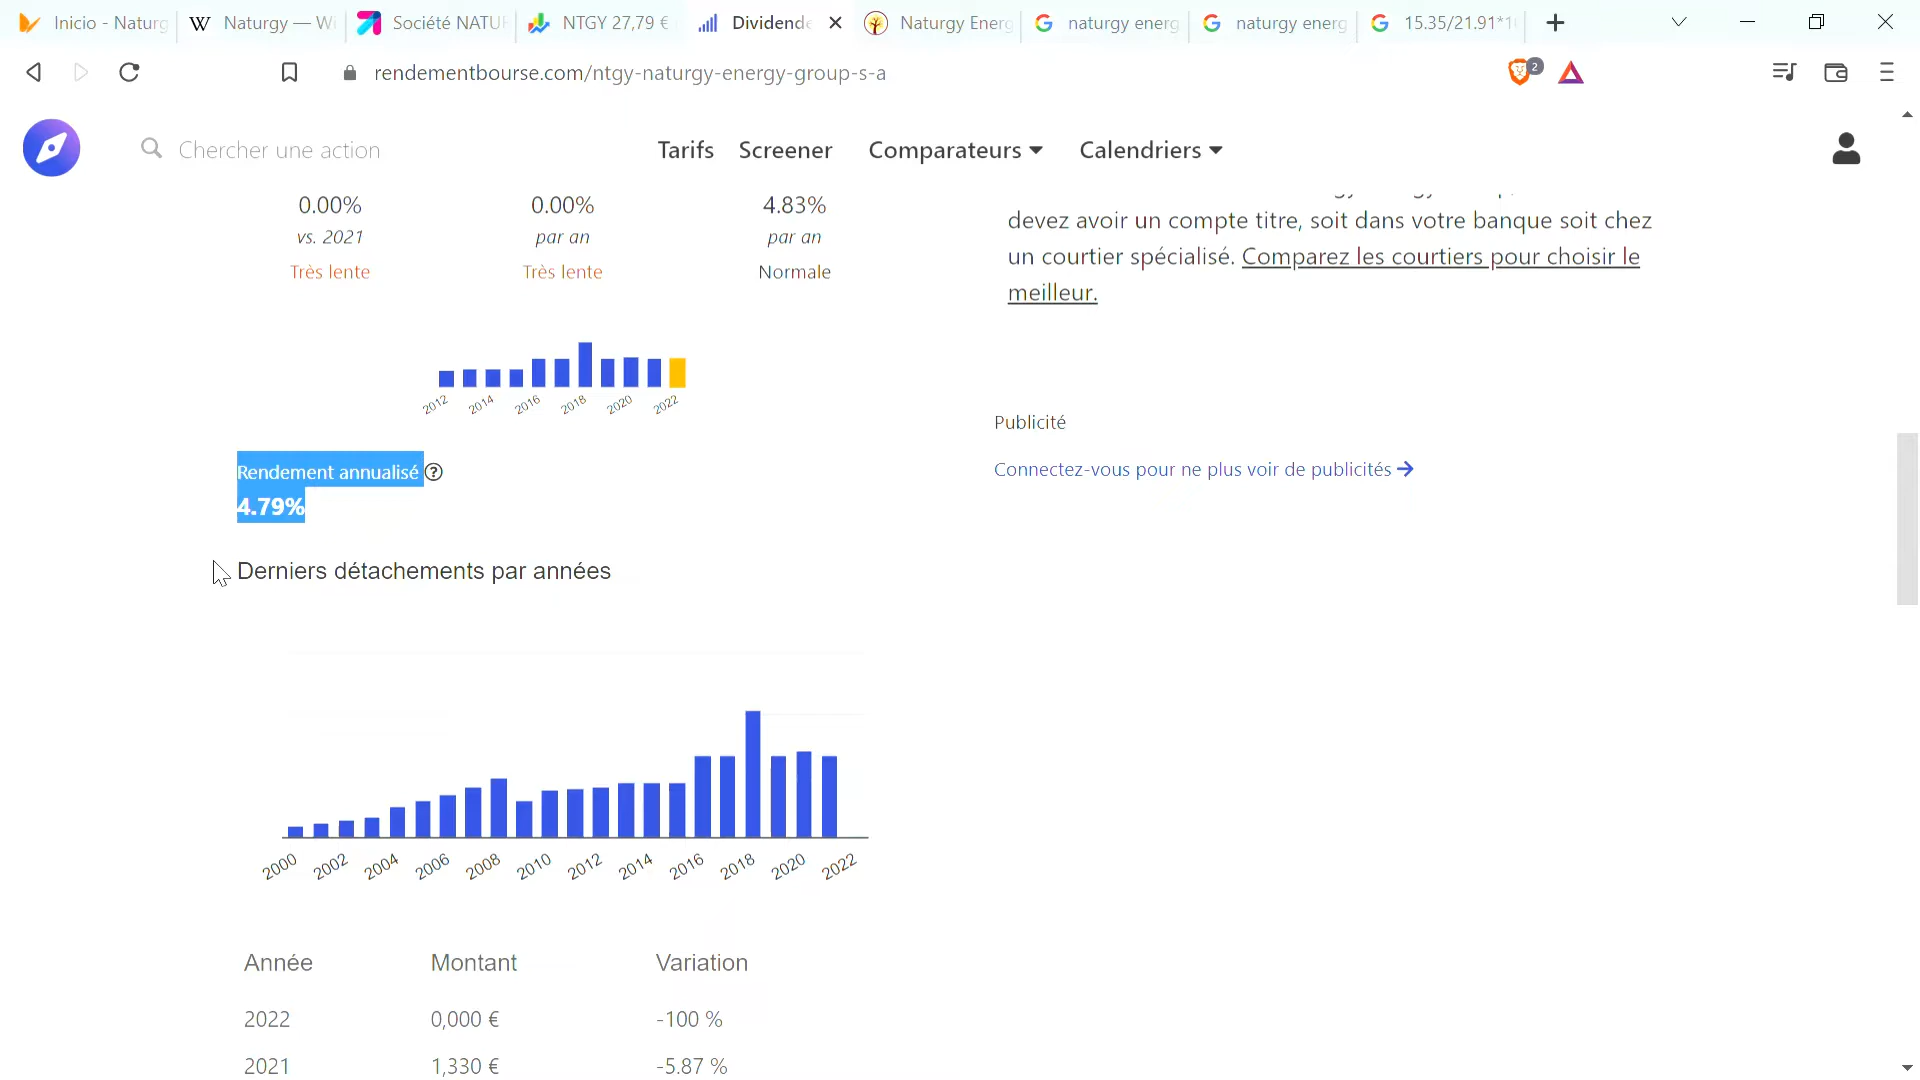 Inicio - Naturg
Naturgy — Wi
Société NATUR
NTGY 27,79 €
Dividende
Naturgy Energ
naturgy energ
naturgy energ
15.35/21.91*1
rendementbourse.com/ntgy-naturgy-energy-group-s-a
2
Chercher une action
Tarifs
Screener
Comparateurs
Calendriers
0.00%
0.00%
4.83%
vs. 2021
par an
par an
Très lente
Très lente
Normale
devez avoir un compte titre, soit dans votre banque soit chez
un courtier spécialisé. Comparez les courtiers pour choisir le
meilleur.
2012
2014
2016
2018
2020
2022
Publicité
Connectez-vous pour ne plus voir de publicités
Rendement annualisé ?
4.79%
Derniers détachements par années
2000
2002
2004
2006
2008
2010
2012
2014
2016
2018
2020
2022
Année Montant Variation
2022 0,000 € -100 %
2021 1,330 € -5.87 %